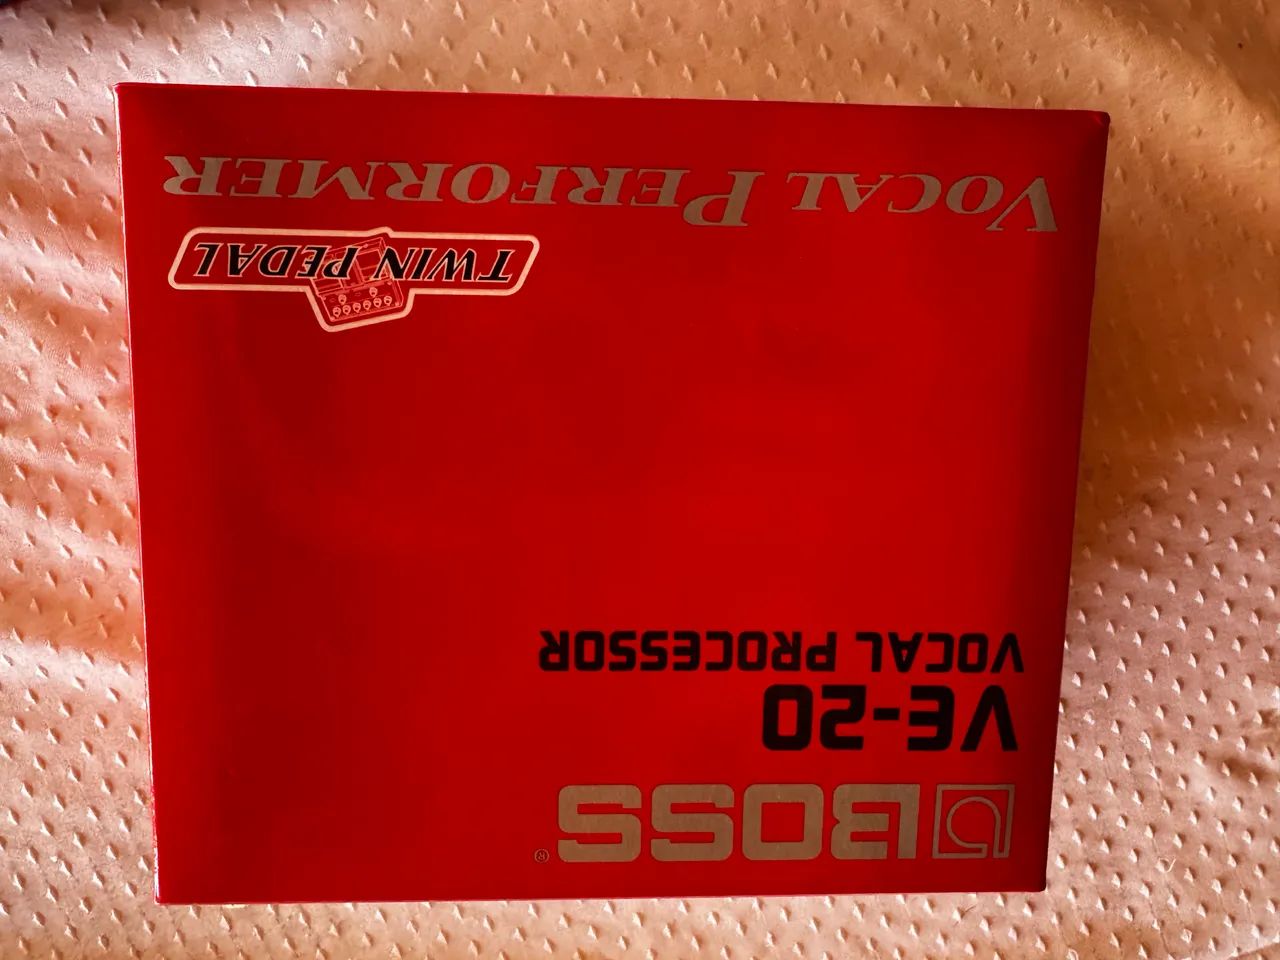 BOSS®
VE-20
VOCAL PROCESSOR
TWIN PEDAL
VOCAL PERFORMER